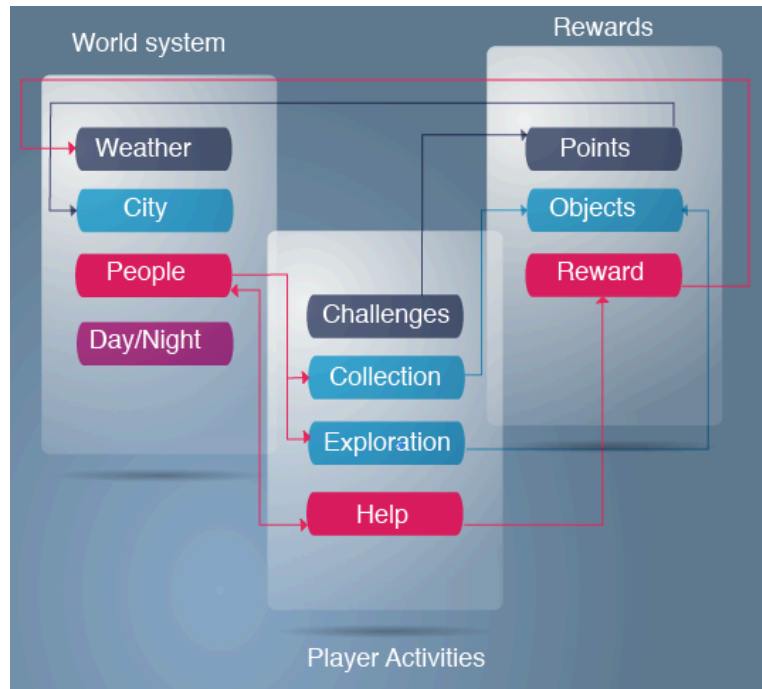 World system
Weather
City
People
Day/Night
Challenges
Collection
Exploration
Help
Player Activities
Rewards
Points
Objects
Reward